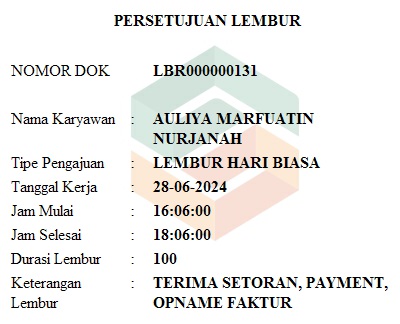 PERSETUJUAN LEMBUR
NOMOR DOK LBR000000131
Nama Karyawan : AULIYA MARFUATIN
NURJANAH
Tipe Pengajuan : LEMBUR HARI BIASA
Tanggal Kerja : 28-06-2024
Jam Mulai : 16:06:00
Jam Selesai : 18:06:00
Durasi Lembur : 100
Keterangan : TERIMA SETORAN, PAYMENT,
Lembur OPNAME FAKTUR